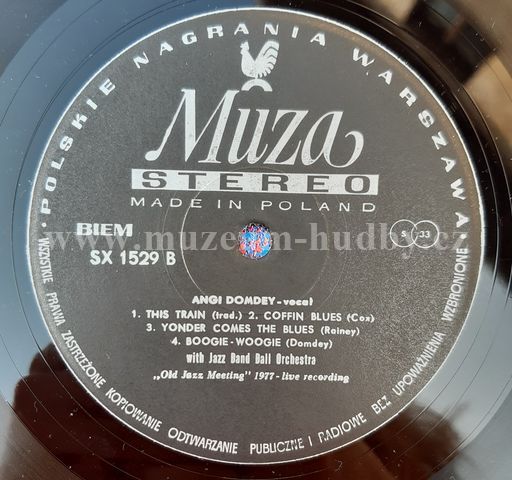 POLSKIE NAGRANIA WARSZAWA
Muza
STEREO
MADE IN POLAND
BIEM
S 33
SX 1529 B
www.muzeum-hudby.cz
ANGI DOMDEY - vocal
1. THIS TRAIN (trad.) 2. COFFIN BLUES (Cox)
3. YONDER COMES THE BLUES (Rainey)
4. BOOGIE-WOOGIE (Domdey)
with Jazz Band Ball Orchestra
„Old Jazz Meeting" 1977 - live recording
• WSZYSTKIE PRAWA ZASTRZEŻONE KOPIOWANIE ODTWARZANIE PUBLICZNE I RADIOWE BEZ UPOWAŻNIENIA WZBRONIONE •